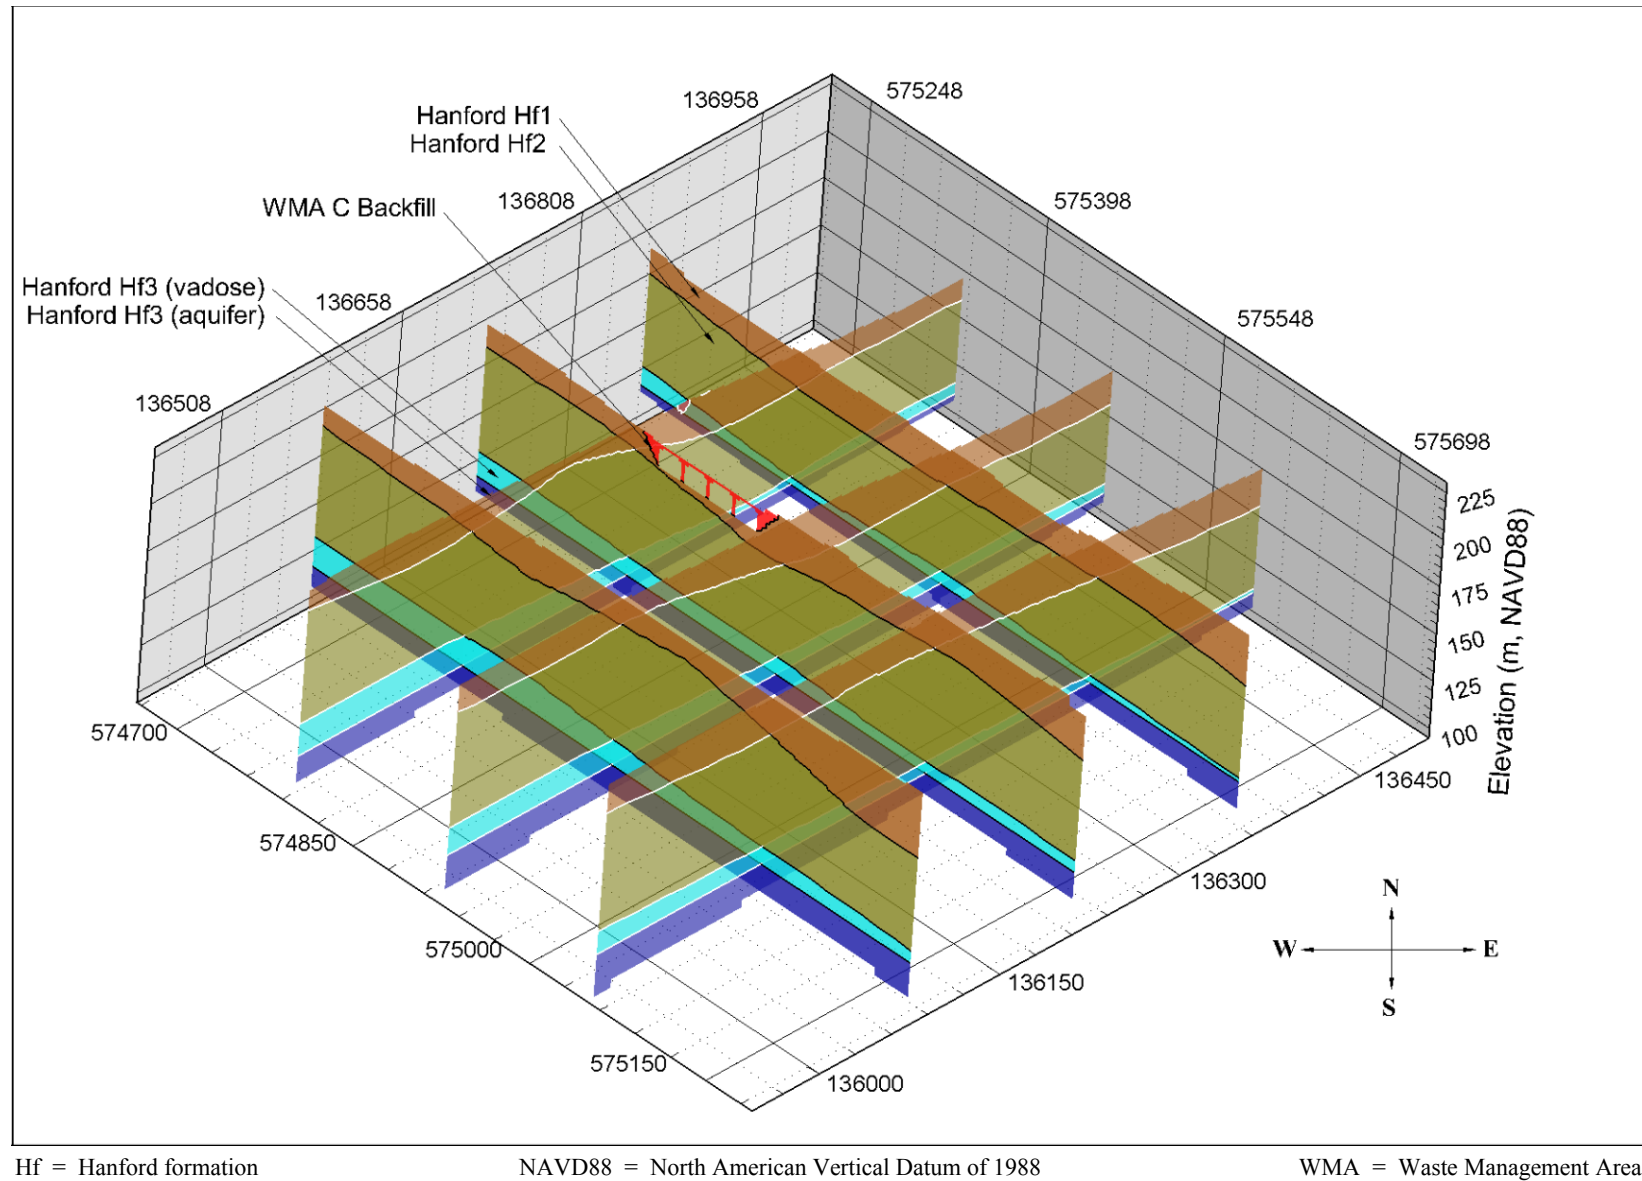 575248
136958
Hanford Hf1
Hanford Hf2
575398
WMA C Backfill
136808
Hanford Hf3 (vadose)
Hanford Hf3 (aquifer)
136658
575548
136508
575698
225
200
175
150
125
100
Elevation (m, NAVD88)
574700
136450
574850
136300
575000
136150
575150
136000
N
W E
S
Hf = Hanford formation NAVD88 = North American Vertical Datum of 1988 WMA = Waste Management Area